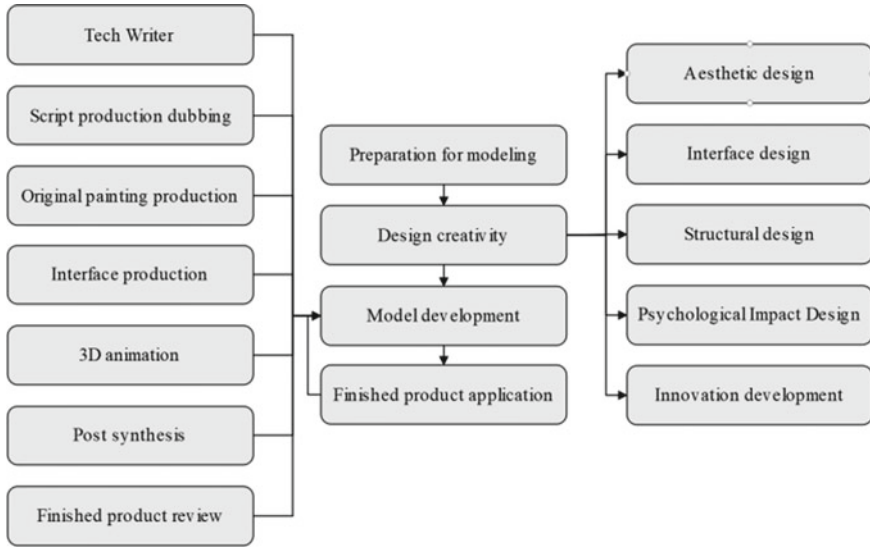 Tech Writer
Script production dubbing
Original painting production
Interface production
3D animation
Post synthesis
Finished product review
Preparation for modeling
Design creativity
Model development
Finished product application
Aesthetic design
Interface design
Structural design
Psychological Impact Design
Innovation development